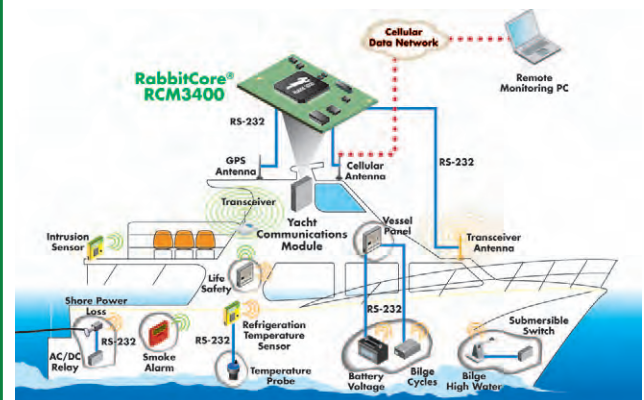 Cellular
Data Network
Remote
Monitoring PC
RabbitCore®
RCM3400
RS-232
RS-232
GPS
Antenna
Cellular
Antenna
Transceiver
Yacht
Communications
Module
Vessel
Panel
Transceiver
Antenna
Intrusion
Sensor
Life
Safety
Shore Power
Loss
RS-232
AC/DC
Relay
Smoke
Alarm
RS-232
Refrigeration
Temperature
Sensor
Temperature
Probe
RS-232
Battery
Voltage
Bilge
Cycles
Submersible
Switch
Bilge
High Water